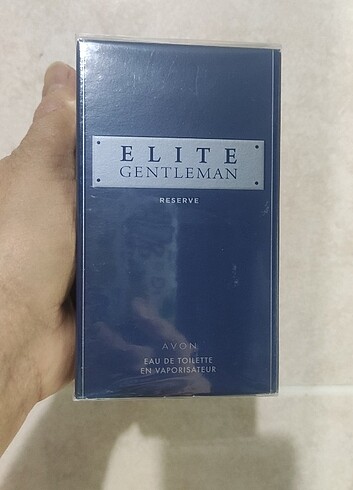 ELITE
GENTLEMAN
RESERVE
AVON
EAU DE TOILETTE
EN VAPORISATEUR